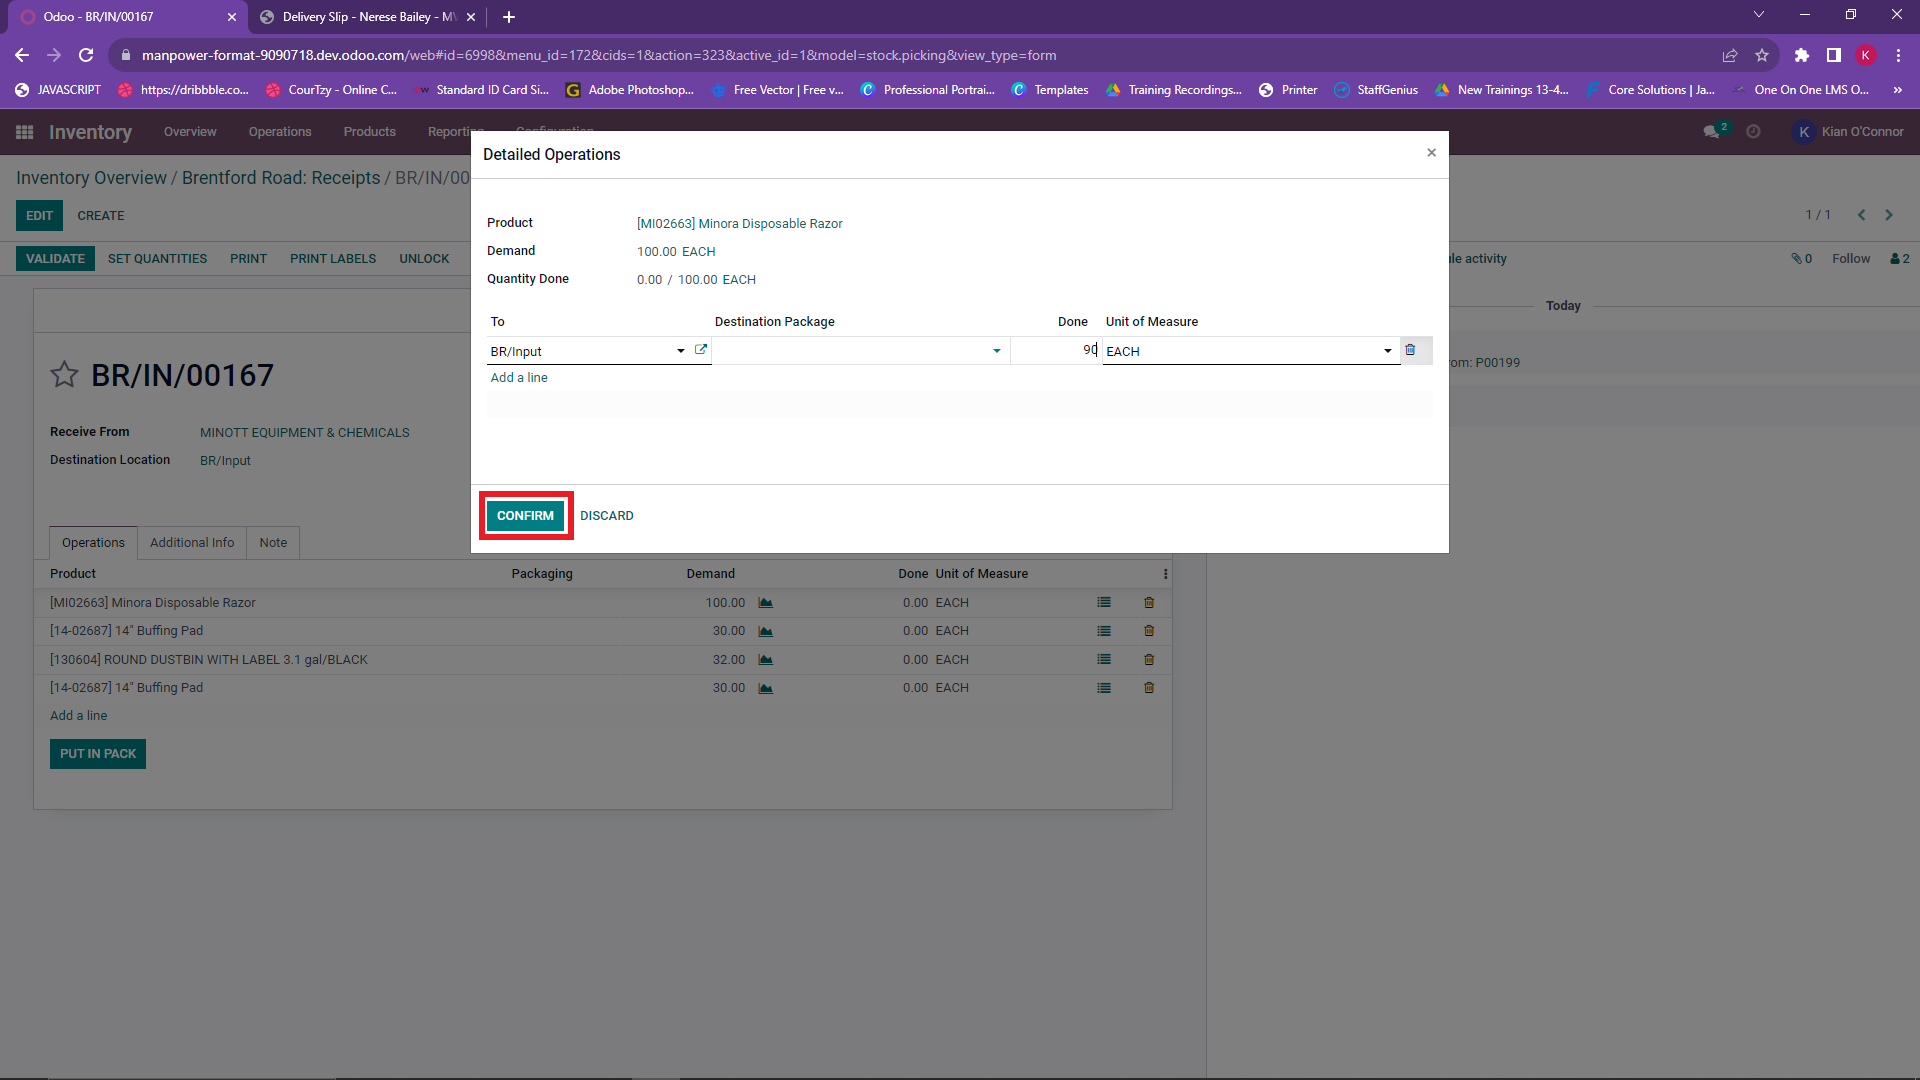 Odoo - BR/IN/00167
Delivery Slip - Nerese Bailey - M
manpower-format-9090718.dev.odoo.com/web#id=6998&menu_id=172&cids=1&action=323&active_id=1&model=stock.picking&view_type=form
K
JAVASCRIPT
https://dribbble.co...
CourTzy - Online C...
Standard ID Card Si...
Adobe Photoshop...
Free Vector | Free v...
Professional Portrai...
Templates
Training Recordings...
Printer
StaffGenius
New Trainings 13-4...
Core Solutions | Ja...
One On One LMS O...
»
Inventory
Overview
Operations
Products
Reporting
Configuration
2
K
Kian O'Connor
Inventory Overview / Brentford Road: Receipts / BR/IN/00
EDIT
CREATE
1 / 1
VALIDATE
SET QUANTITIES
PRINT
PRINT LABELS
UNLOCK
le activity
0
Follow
2
Today
om: P00199
BR/IN/00167
Receive From
MINOTT EQUIPMENT & CHEMICALS
Destination Location
BR/Input
Detailed Operations
×
Product
[MI02663] Minora Disposable Razor
Demand
100.00 EACH
Quantity Done
0.00 / 100.00 EACH
To
Destination Package
Done
Unit of Measure
BR/Input
90
EACH
Add a line
CONFIRM
DISCARD
Operations
Additional Info
Note
Product
Packaging
Demand
Done
Unit of Measure
[MI02663] Minora Disposable Razor
100.00
0.00
EACH
[14-02687] 14" Buffing Pad
30.00
0.00
EACH
[130604] ROUND DUSTBIN WITH LABEL 3.1 gal/BLACK
32.00
0.00
EACH
[14-02687] 14" Buffing Pad
30.00
0.00
EACH
Add a line
PUT IN PACK